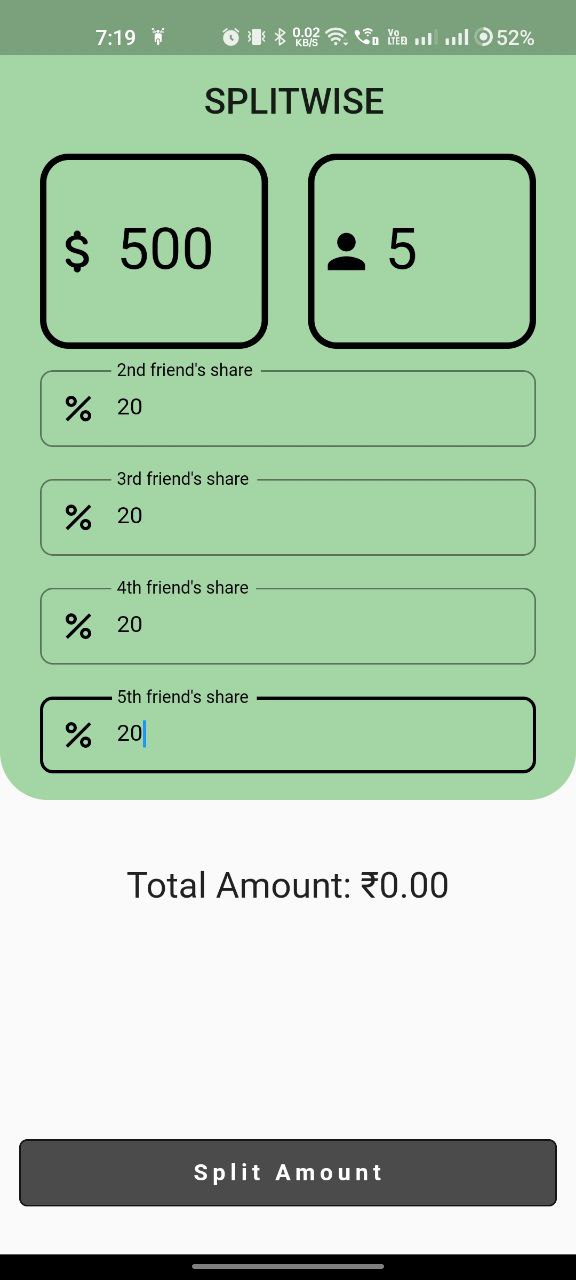 7:19 0.02 KB/S Vo LTE2 52%
SPLITWISE
$ 500 5
2nd friend's share
% 20
3rd friend's share
% 20
4th friend's share
% 20
5th friend's share
% 20
Total Amount: ₹0.00
Split Amount